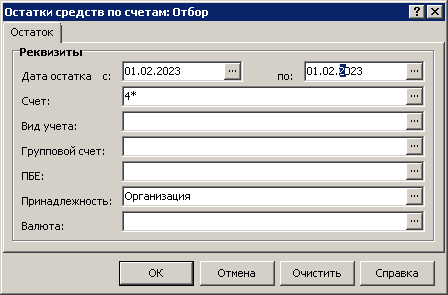 Остатки средств по счетам: Отбор
Остаток
Реквизиты
Дата остатка с: 01.02.2023 ... по: 01.02.2023 ...
Счет: 4* ...
Вид учета: ...
Групповой счет: ...
ПБЕ: ...
Принадлежность: Организация ...
Валюта: ...
ОК Отмена Очистить Справка